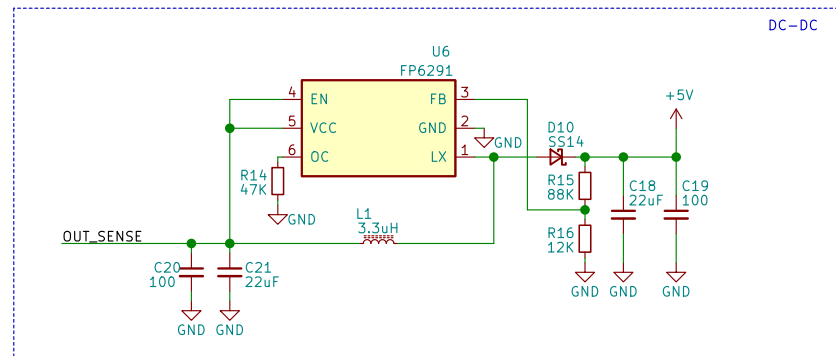 DC-DC
U6
FP6291
4 EN FB 3
5 VCC GND 2
6 OC LX 1
GND
+5V
D10
SS14
R14
47K
GND
R15
88K
C18
22uF
C19
100
L1
3.3uH
R16
12K
OUT_SENSE
C20
100
C21
22uF
GND GND GND
GND GND